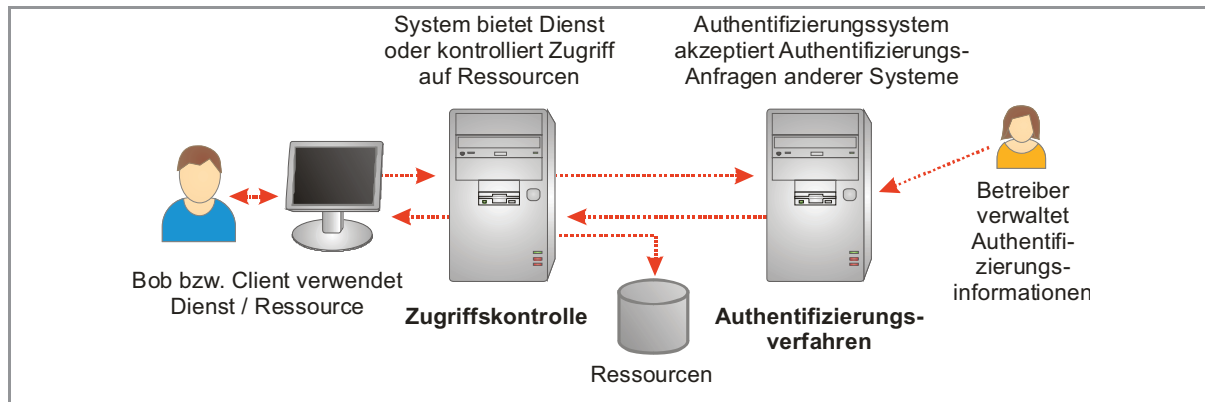 System bietet Dienst
oder kontrolliert Zugriff
auf Ressourcen
Authentifizierungssystem
akzeptiert Authentifizierungs-
Anfragen anderer Systeme
Bob bzw. Client verwendet
Dienst / Ressource
Zugriffskontrolle
Ressourcen
Authentifizierungs-
verfahren
Betreiber
verwaltet
Authentifi-
zierungs-
informationen